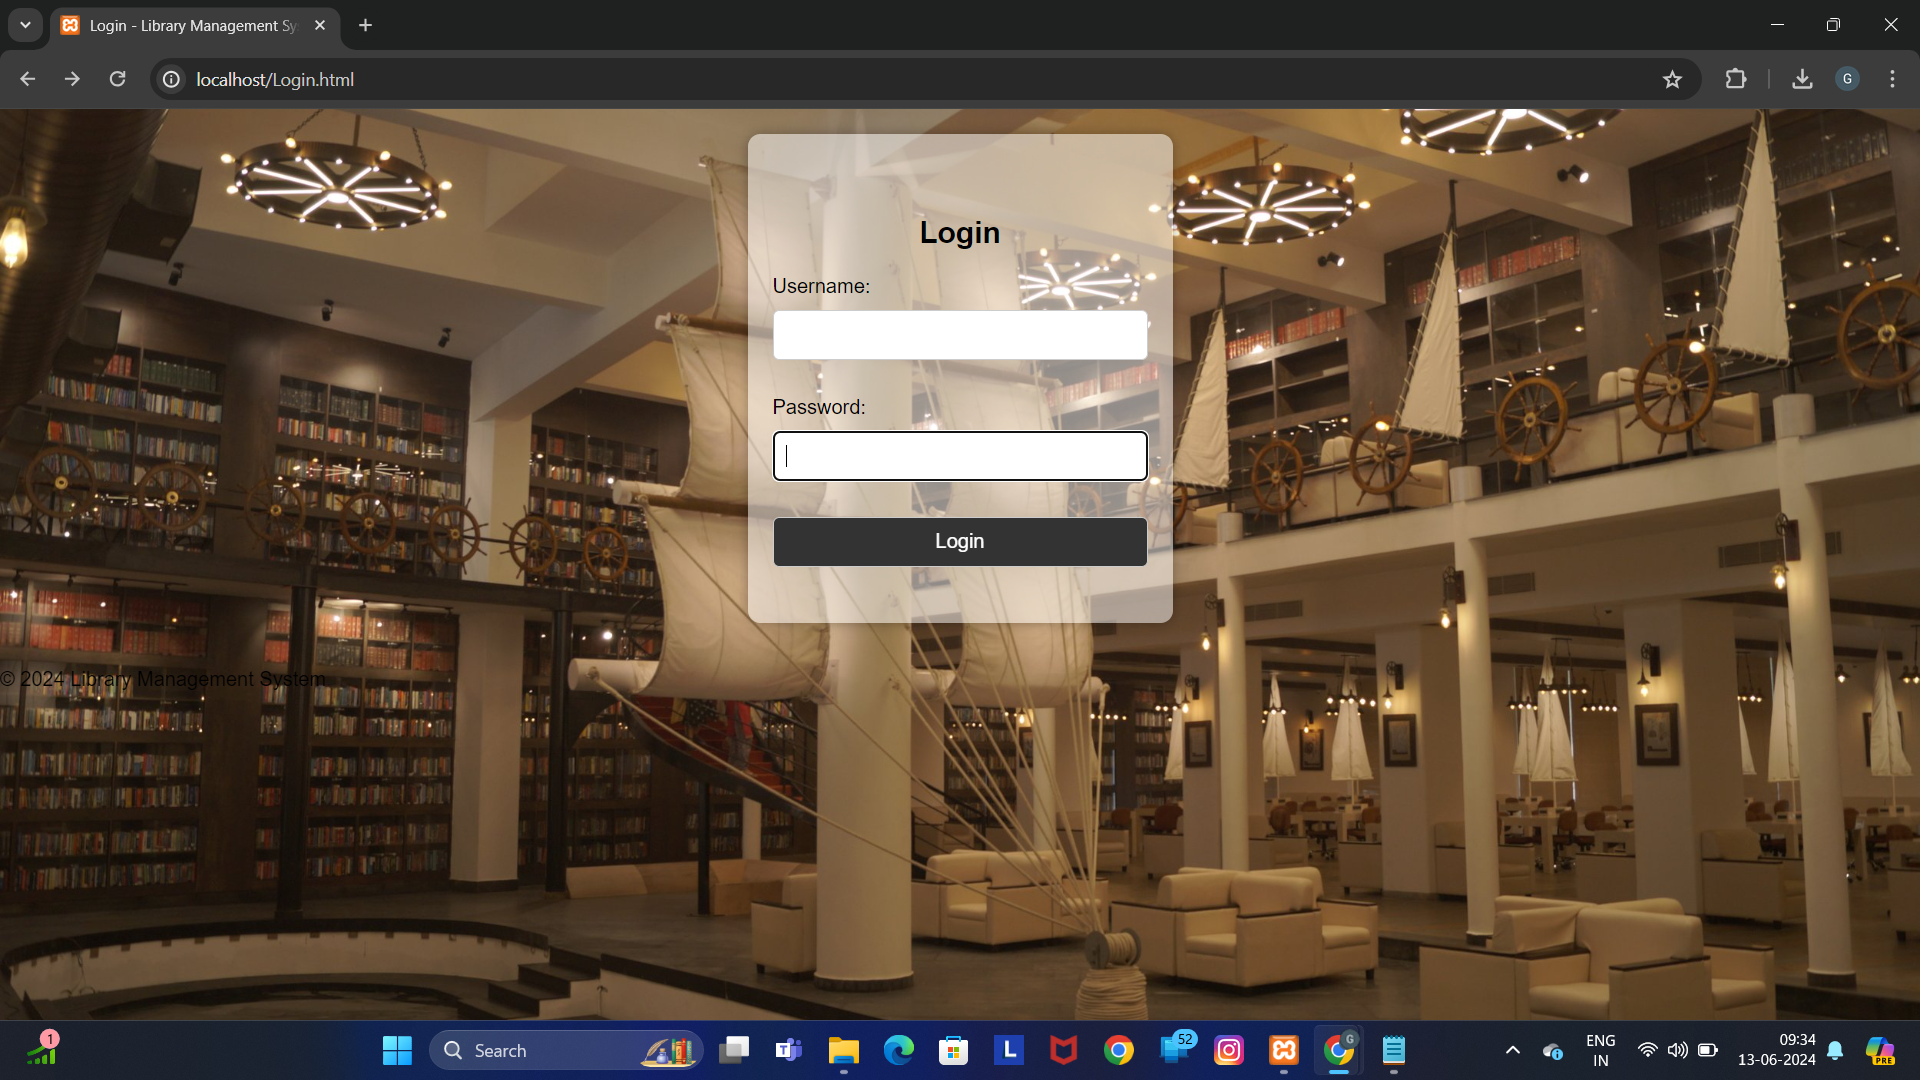 Login - Library Management Sy
localhost/Login.html
G
Login
Username:
Password:
Login
© 2024 Library Management System
1
Search
T
L
52
G
ENG
IN
09:34
13-06-2024
PRE